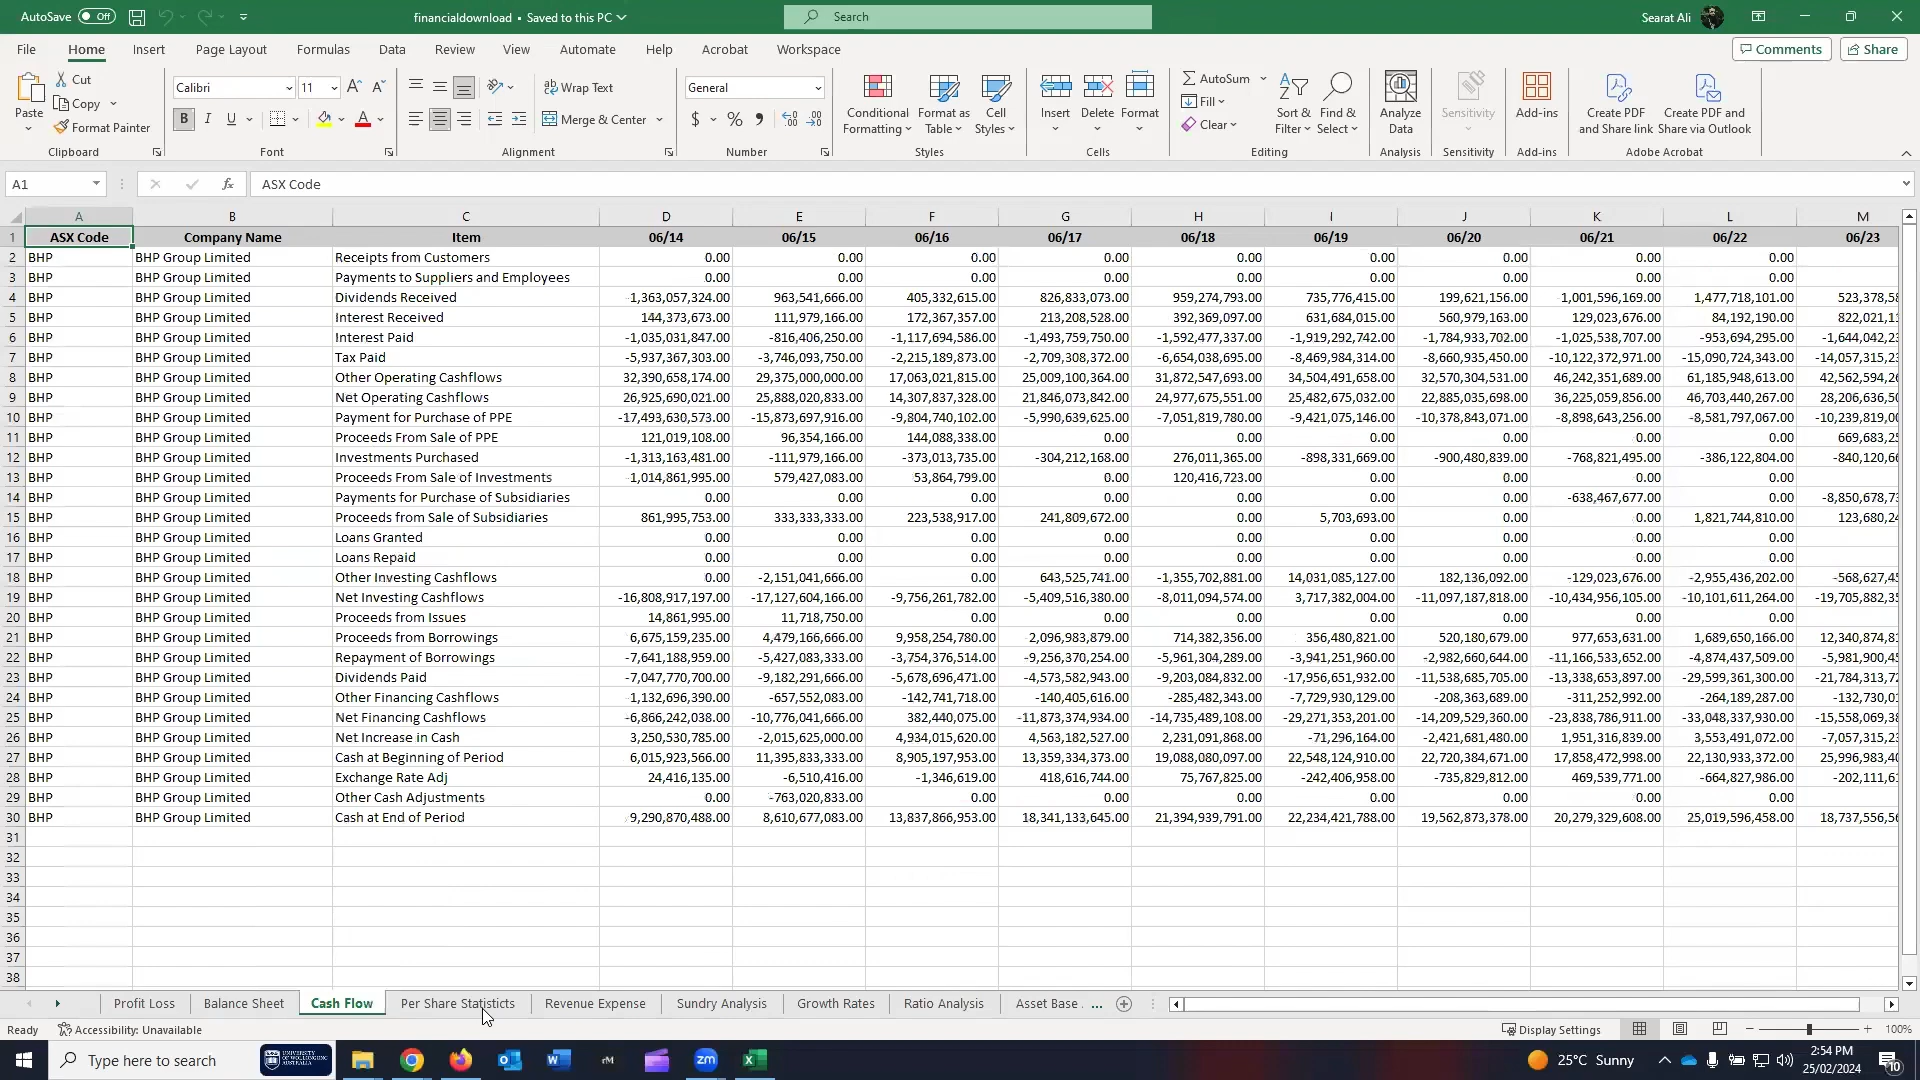 AutoSave Off financialdownload • Saved to this PC Search Searat Ali
File Home Insert Page Layout Formulas Data Review View Automate Help Acrobat Workspace Comments Share
Paste Cut Copy Format Painter Calibri 11 Wrap Text Merge & Center General Conditional Formatting Format as Table Cell Styles Insert Delete Format AutoSum Fill Clear Sort & Filter Find & Select Analyze Data Sensitivity Add-ins Create PDF and Share link Create PDF and Share via Outlook
Clipboard Font Alignment Number Styles Cells Editing Analysis Sensitivity Add-ins Adobe Acrobat
A1 fx ASX Code
A B C D E F G H I J K L M
1 ASX Code Company Name Item 06/14 06/15 06/16 06/17 06/18 06/19 06/20 06/21 06/22 06/23
2 BHP BHP Group Limited Receipts from Customers 0.00 0.00 0.00 0.00 0.00 0.00 0.00 0.00 0.00
3 BHP BHP Group Limited Payments to Suppliers and Employees 0.00 0.00 0.00 0.00 0.00 0.00 0.00 0.00 0.00
4 BHP BHP Group Limited Dividends Received 1,363,057,324.00 963,541,666.00 405,332,615.00 826,833,073.00 959,274,793.00 735,776,415.00 199,621,156.00 1,001,596,169.00 1,477,718,101.00 523,378,58
5 BHP BHP Group Limited Interest Received 144,373,673.00 111,979,166.00 172,367,357.00 213,208,528.00 392,369,097.00 631,684,015.00 560,979,163.00 129,023,676.00 84,192,190.00 822,021,11
6 BHP BHP Group Limited Interest Paid -1,035,031,847.00 -816,406,250.00 -1,117,694,586.00 -1,493,759,750.00 -1,592,477,337.00 -1,919,292,742.00 -1,784,933,702.00 -1,025,538,707.00 -953,694,295.00 -1,644,042,23
7 BHP BHP Group Limited Tax Paid -5,937,367,303.00 -3,746,093,750.00 -2,215,189,873.00 -2,709,308,372.00 -6,654,038,695.00 -8,469,984,314.00 -8,660,935,450.00 -10,122,372,971.00 -15,090,724,343.00 -14,057,315,23
8 BHP BHP Group Limited Other Operating Cashflows 32,390,658,174.00 29,375,000,000.00 17,063,021,815.00 25,009,100,364.00 31,872,547,693.00 34,504,491,658.00 32,570,304,531.00 46,242,351,689.00 61,185,948,613.00 42,562,594,26
9 BHP BHP Group Limited Net Operating Cashflows 26,925,690,021.00 25,888,020,833.00 14,307,837,328.00 21,846,073,842.00 24,977,675,551.00 25,482,675,032.00 22,885,035,698.00 36,225,059,856.00 46,703,440,267.00 28,206,636,50
10 BHP BHP Group Limited Payment for Purchase of PPE -17,493,630,573.00 -15,873,697,916.00 -9,804,740,102.00 -5,990,639,625.00 -7,051,819,780.00 -9,421,075,146.00 -10,378,843,071.00 -8,898,643,256.00 -8,581,797,067.00 -10,239,819,00
11 BHP BHP Group Limited Proceeds From Sale of PPE 121,019,108.00 96,354,166.00 144,088,338.00 0.00 0.00 0.00 0.00 0.00 0.00 669,683,25
12 BHP BHP Group Limited Investments Purchased -1,313,163,481.00 -111,979,166.00 -373,013,735.00 -304,212,168.00 276,011,365.00 -898,331,669.00 -900,480,839.00 -768,821,495.00 -386,122,804.00 -840,120,66
13 BHP BHP Group Limited Proceeds From Sale of Investments 1,014,861,995.00 579,427,083.00 53,864,799.00 0.00 120,416,723.00 0.00 0.00 0.00 0.00
14 BHP BHP Group Limited Payments for Purchase of Subsidiaries 0.00 0.00 0.00 0.00 0.00 0.00 0.00 -638,467,677.00 0.00 -8,850,678,73
15 BHP BHP Group Limited Proceeds from Sale of Subsidiaries 861,995,753.00 333,333,333.00 223,538,917.00 241,809,672.00 0.00 5,703,693.00 0.00 0.00 1,821,744,810.00 123,680,24
16 BHP BHP Group Limited Loans Granted 0.00 0.00 0.00 0.00 0.00 0.00 0.00 0.00 0.00
17 BHP BHP Group Limited Loans Repaid 0.00 0.00 0.00 0.00 0.00 0.00 0.00 0.00 0.00
18 BHP BHP Group Limited Other Investing Cashflows 0.00 -2,151,041,666.00 0.00 643,525,741.00 -1,355,702,881.00 14,031,085,127.00 182,136,092.00 -129,023,676.00 -2,955,436,202.00 -568,627,45
19 BHP BHP Group Limited Net Investing Cashflows -16,808,917,197.00 -17,127,604,166.00 -9,756,261,782.00 -5,409,516,380.00 -8,011,094,574.00 3,717,382,004.00 -11,097,187,818.00 -10,434,956,105.00 -10,101,611,264.00 -19,705,882,35
20 BHP BHP Group Limited Proceeds from Issues 14,861,995.00 11,718,750.00 0.00 0.00 0.00 0.00 0.00 0.00 0.00
21 BHP BHP Group Limited Proceeds from Borrowings 6,675,159,235.00 4,479,166,666.00 9,958,254,780.00 2,096,983,879.00 714,382,356.00 356,480,821.00 520,180,679.00 977,653,631.00 1,689,650,166.00 12,340,874,81
22 BHP BHP Group Limited Repayment of Borrowings -7,641,188,959.00 -5,427,083,333.00 -3,754,376,514.00 -9,256,370,254.00 -5,961,304,289.00 -3,941,251,960.00 -2,982,660,644.00 -11,166,533,652.00 -4,874,437,509.00 -5,981,900,45
23 BHP BHP Group Limited Dividends Paid -7,047,770,700.00 -9,182,291,666.00 -5,678,696,471.00 -4,573,582,943.00 -9,203,084,832.00 -17,956,651,932.00 -11,538,685,705.00 -13,338,653,897.00 -29,599,361,300.00 -21,784,313,72
24 BHP BHP Group Limited Other Financing Cashflows 1,132,696,390.00 -657,552,083.00 -142,741,718.00 -140,405,616.00 -285,482,343.00 -7,729,930,129.00 -208,363,689.00 -311,252,992.00 -264,189,287.00 -132,730,01
25 BHP BHP Group Limited Net Financing Cashflows -6,866,242,038.00 -10,776,041,666.00 382,440,075.00 -11,873,374,934.00 -14,735,489,108.00 -29,271,353,201.00 -14,209,529,360.00 -23,838,786,911.00 -33,048,337,930.00 -15,558,069,38
26 BHP BHP Group Limited Net Increase in Cash 3,250,530,785.00 -2,015,625,000.00 4,934,015,620.00 4,563,182,527.00 2,231,091,868.00 -71,296,164.00 -2,421,681,480.00 1,951,316,839.00 3,553,491,072.00 -7,057,315,23
27 BHP BHP Group Limited Cash at Beginning of Period 6,015,923,566.00 11,395,833,333.00 8,905,197,953.00 13,359,334,373.00 19,088,080,097.00 22,548,124,910.00 22,720,384,671.00 17,858,472,998.00 22,130,933,372.00 25,996,983,40
28 BHP BHP Group Limited Exchange Rate Adj 24,416,135.00 -6,510,416.00 -1,346,619.00 418,616,744.00 75,767,825.00 -242,406,958.00 -735,829,812.00 469,539,771.00 -664,827,986.00 -202,111,61
29 BHP BHP Group Limited Other Cash Adjustments 0.00 -763,020,833.00 0.00 0.00 0.00 0.00 0.00 0.00 0.00
30 BHP BHP Group Limited Cash at End of Period 9,290,870,488.00 8,610,677,083.00 13,837,866,953.00 18,341,133,645.00 21,394,939,791.00 22,234,421,788.00 19,562,873,378.00 20,279,329,608.00 25,019,596,458.00 18,737,556,56
31
32
33
34
35
36
37
38
Profit Loss Balance Sheet Cash Flow Per Share Statisticts Revenue Expense Sundry Analysis Growth Rates Ratio Analysis Asset Base ...
Ready Accessibility: Unavailable Display Settings 100%
Type here to search UNIVERSITY OF WOLLONGONG AUSTRALIA rM zm 25°C Sunny 2:54 PM
25/02/2024 10